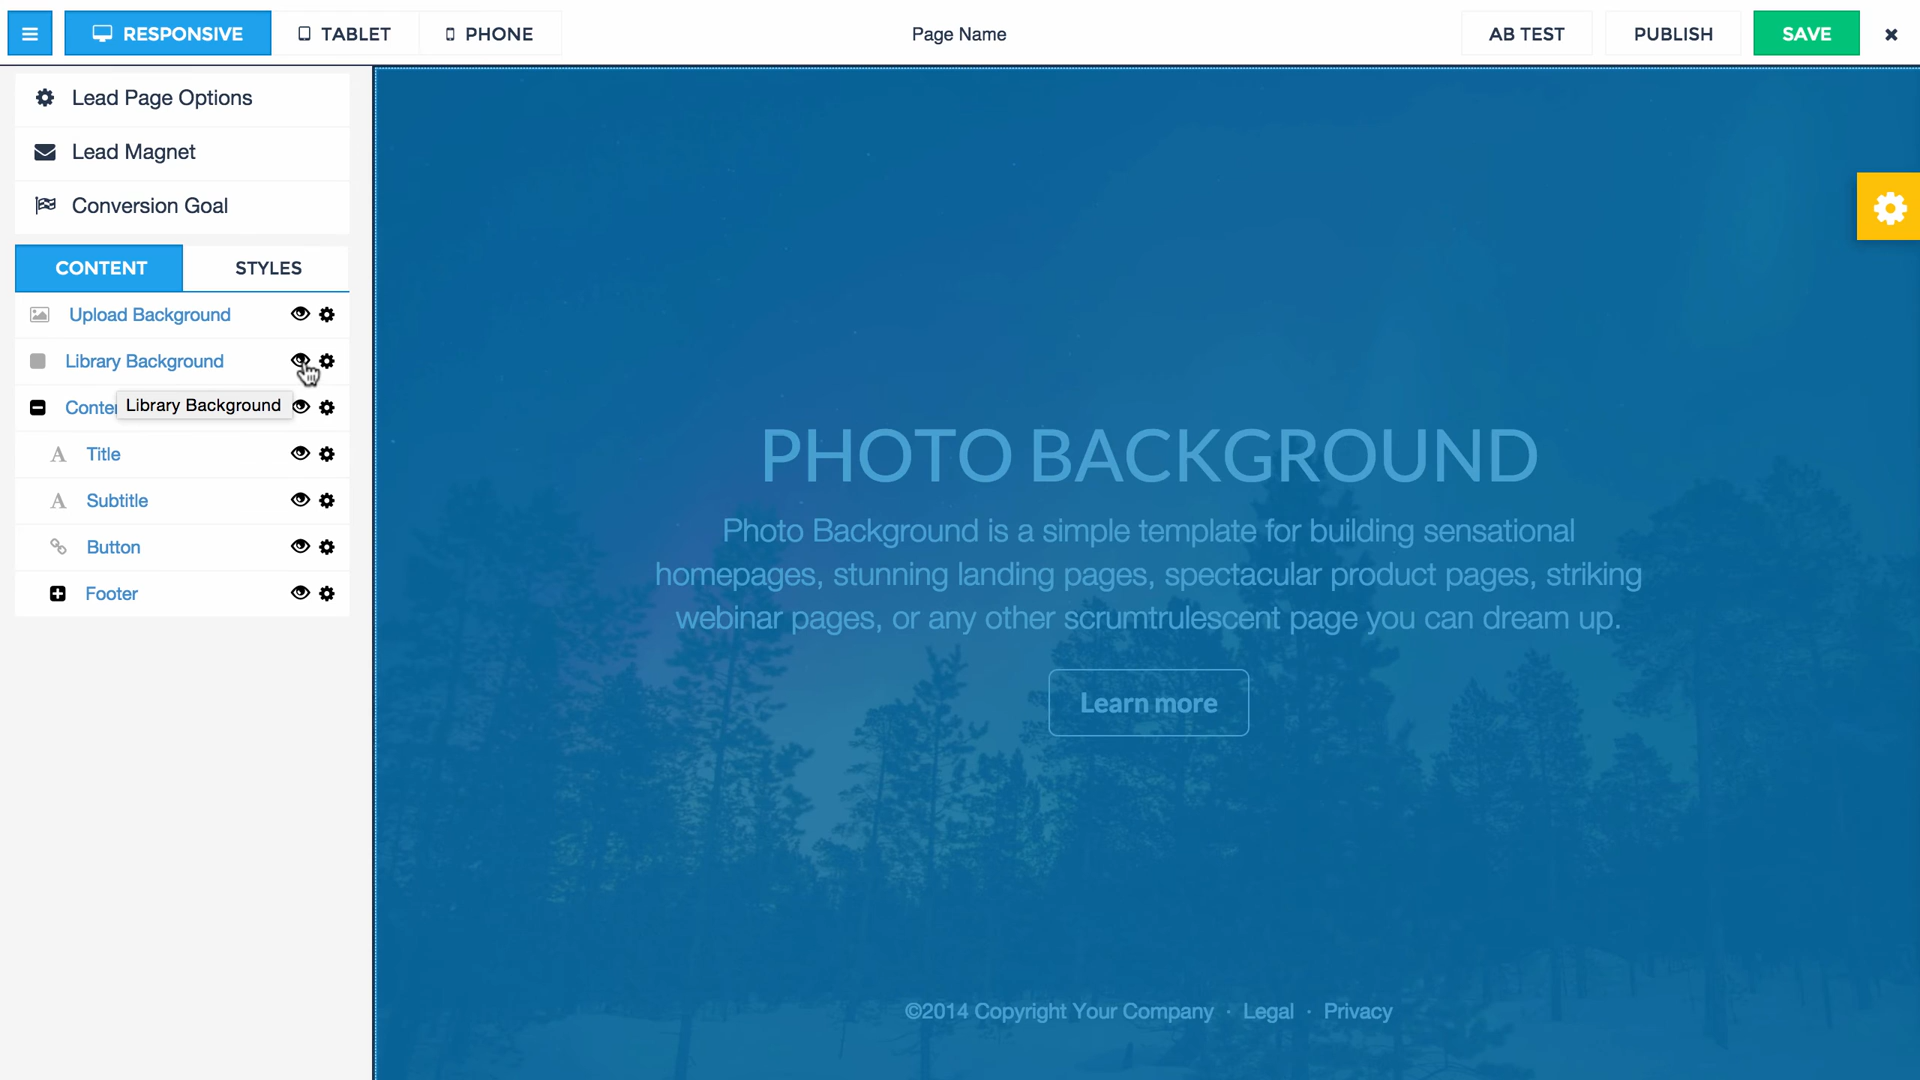 RESPONSIVE TABLET PHONE Page Name AB TEST PUBLISH SAVE
Lead Page Options
Lead Magnet
Conversion Goal
CONTENT STYLES
Upload Background
Library Background
Conte
Library Background
Title
Subtitle
Button
Footer
PHOTO BACKGROUND
Photo Background is a simple template for building sensational
homepages, stunning landing pages, spectacular product pages, striking
webinar pages, or any other scrumtrulescent page you can dream up.
Learn more
©2014 Copyright Your Company · Legal · Privacy